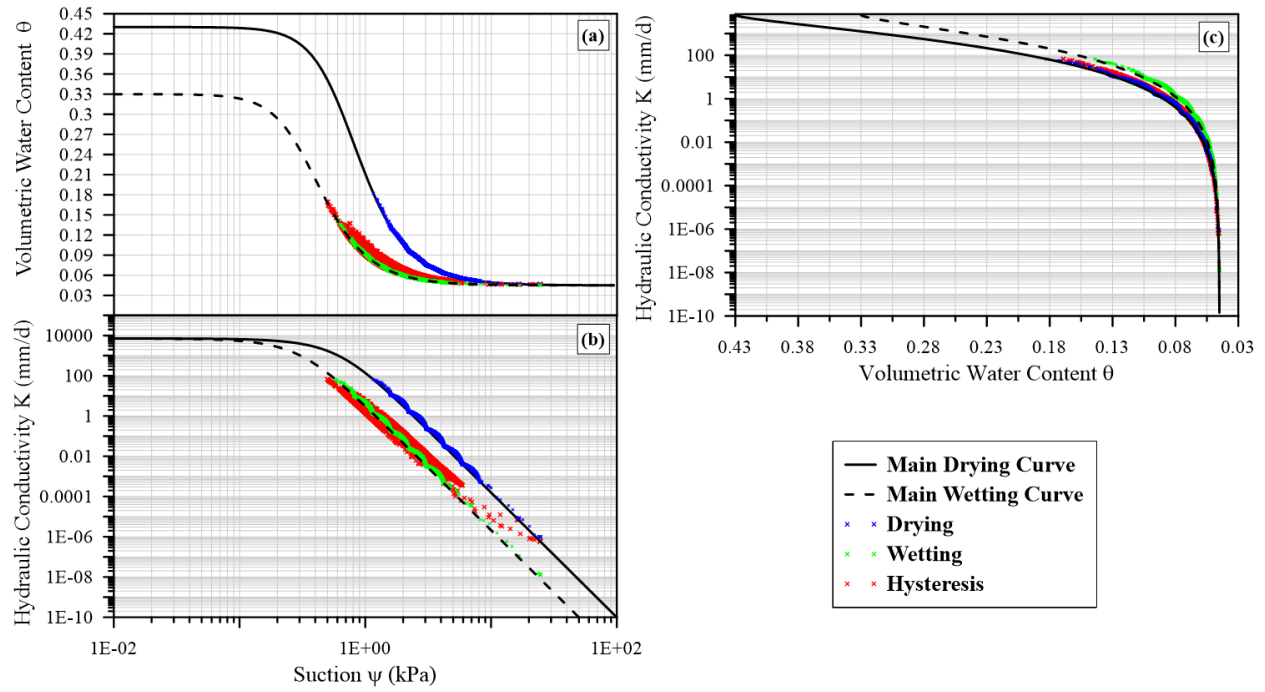 Volumetric Water Content θ
0.45
0.42
0.39
0.36
0.33
0.3
0.27
0.24
0.21
0.18
0.15
0.12
0.09
0.06
0.03
(a)
Hydraulic Conductivity K (mm/d)
10000
100
1
0.01
0.0001
1E-06
1E-08
1E-10
(b)
1E-02
1E+00
1E+02
Suction ψ (kPa)
Hydraulic Conductivity K (mm/d)
100
1
0.01
0.0001
1E-06
1E-08
1E-10
(c)
0.43
0.38
0.33
0.28
0.23
0.18
0.13
0.08
0.03
Volumetric Water Content θ
Main Drying Curve
Main Wetting Curve
Drying
Wetting
Hysteresis